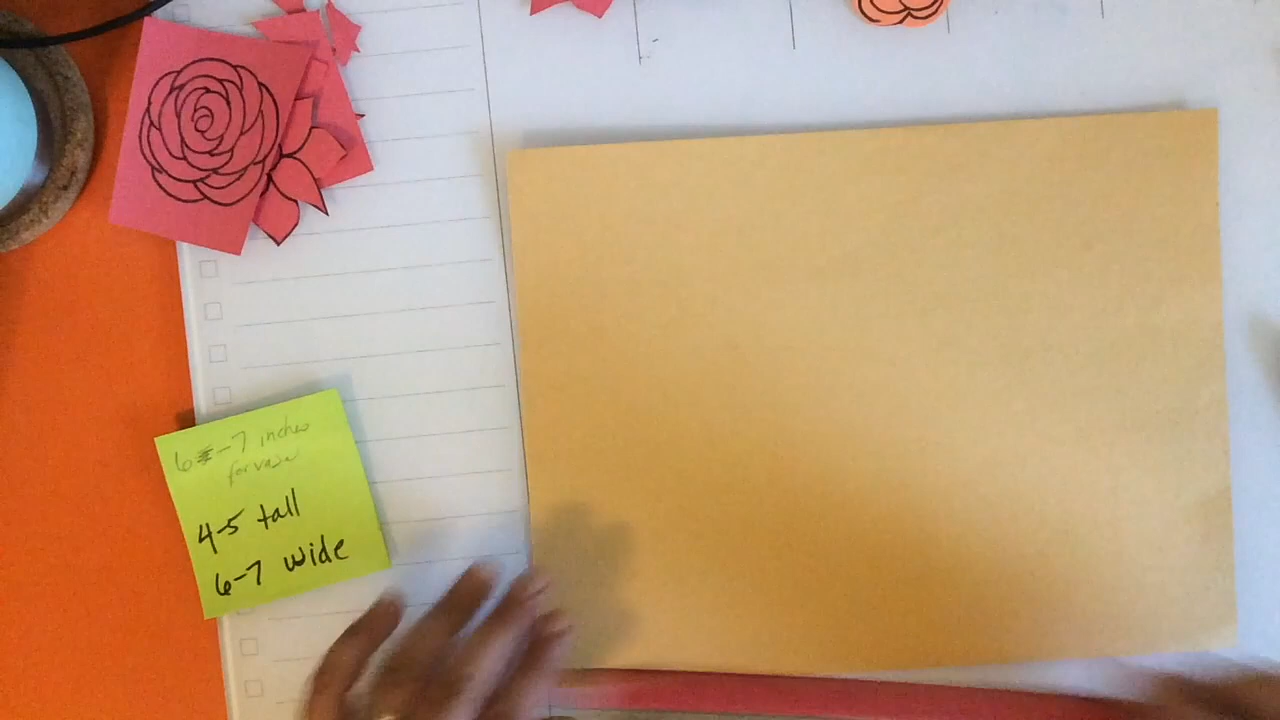 6-7 inches
for vase
4-5 tall
6-7 wide